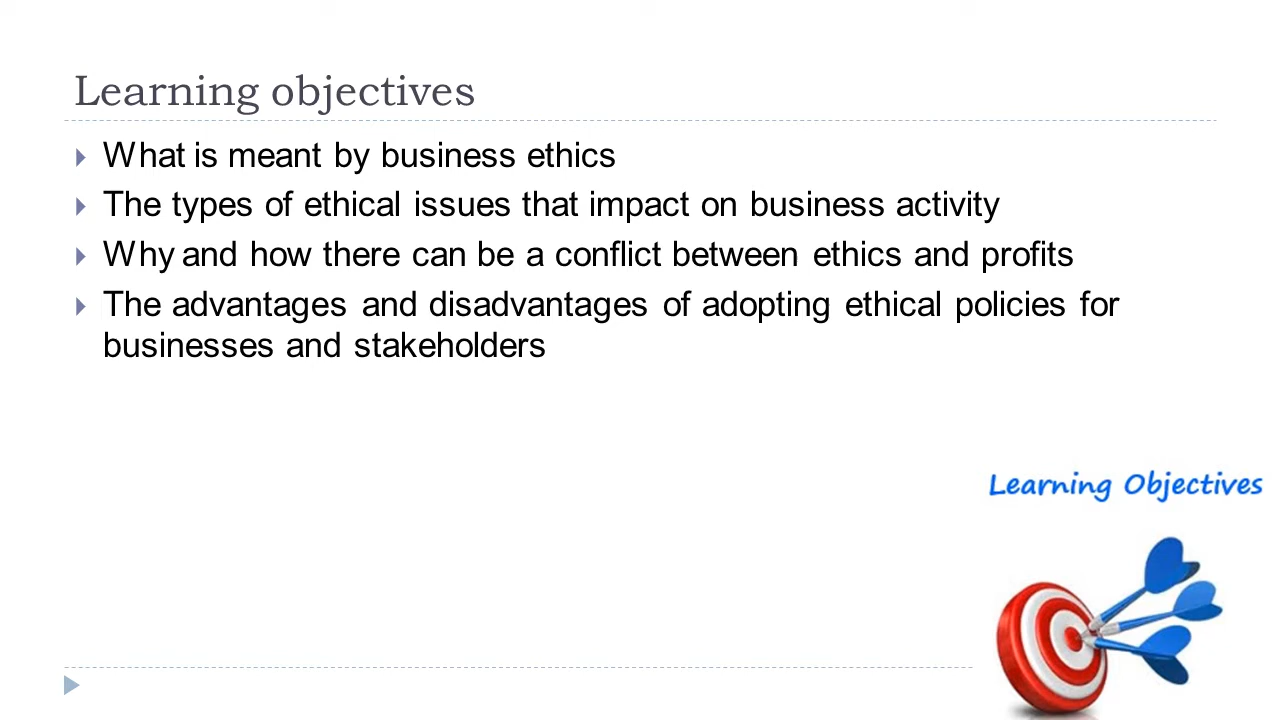 Learning objectives
What is meant by business ethics
The types of ethical issues that impact on business activity
Why and how there can be a conflict between ethics and profits
The advantages and disadvantages of adopting ethical policies for
businesses and stakeholders
Learning Objectives